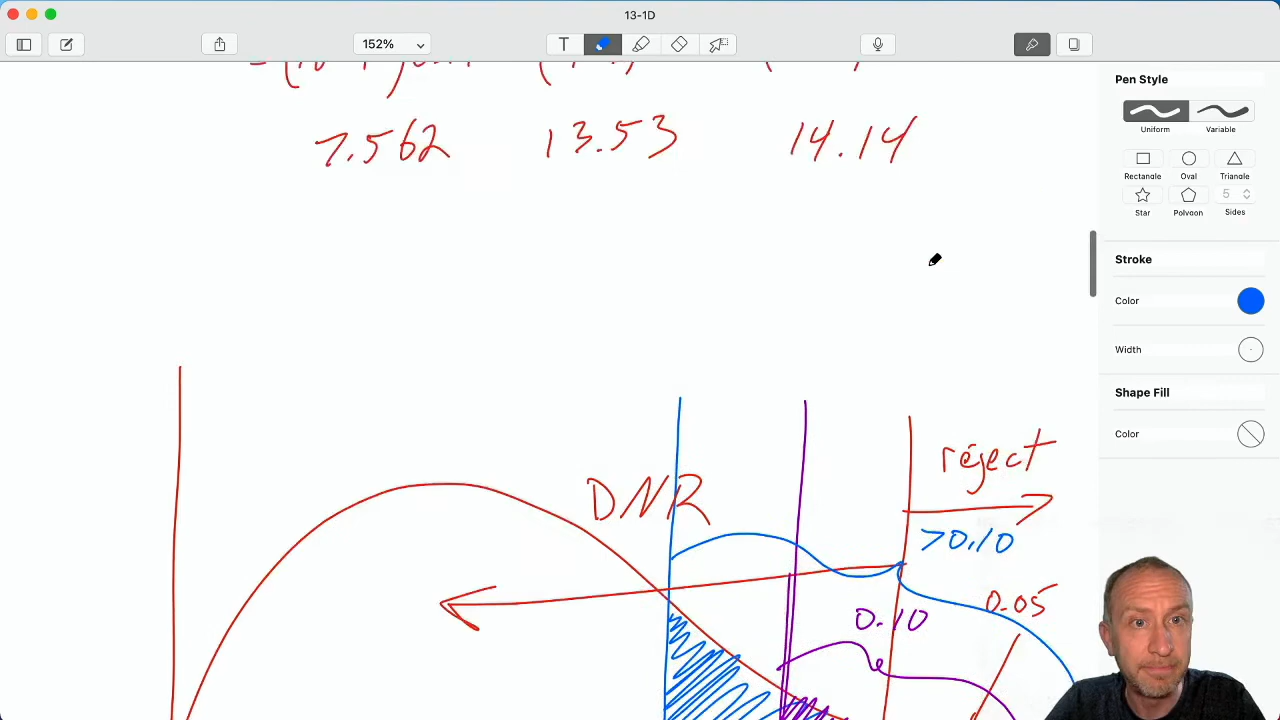 13-1D
152%
T
7.562 13.53 14.14
DNR
reject
>0.10
0.05
0.10
Pen Style
Uniform Variable
Rectangle Oval Triangle
5
Star Polygon Sides
Stroke
Color
Width
Shape Fill
Color